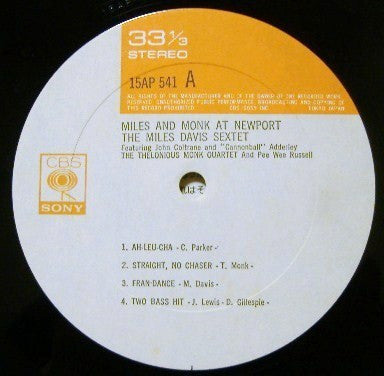 33 1/3
STEREO
15AP 541 A
ALL RIGHTS OF THE MANUFACTURER AND OF THE OWNER OF THE RECORDED WORK
RESERVED UNAUTHORIZED PUBLIC PERFORMANCE BROADCASTING AND COPYING OF
THIS RECORD PROHIBITED CBS SONY INC. TOKYO JAPAN
MILES AND MONK AT NEWPORT
THE MILES DAVIS SEXTET
Featuring John Coltrane and "Cannonball" Adderley
THE THELONIOUS MONK QUARTET And Pee Wee Russell
CBS
SONY
1. AH-LEU-CHA - C. Parker -
2. STRAIGHT, NO CHASER - T. Monk -
3. FRAN-DANCE - M. Davis -
4. TWO BASS HIT - J. Lewis - D. Gillespie -